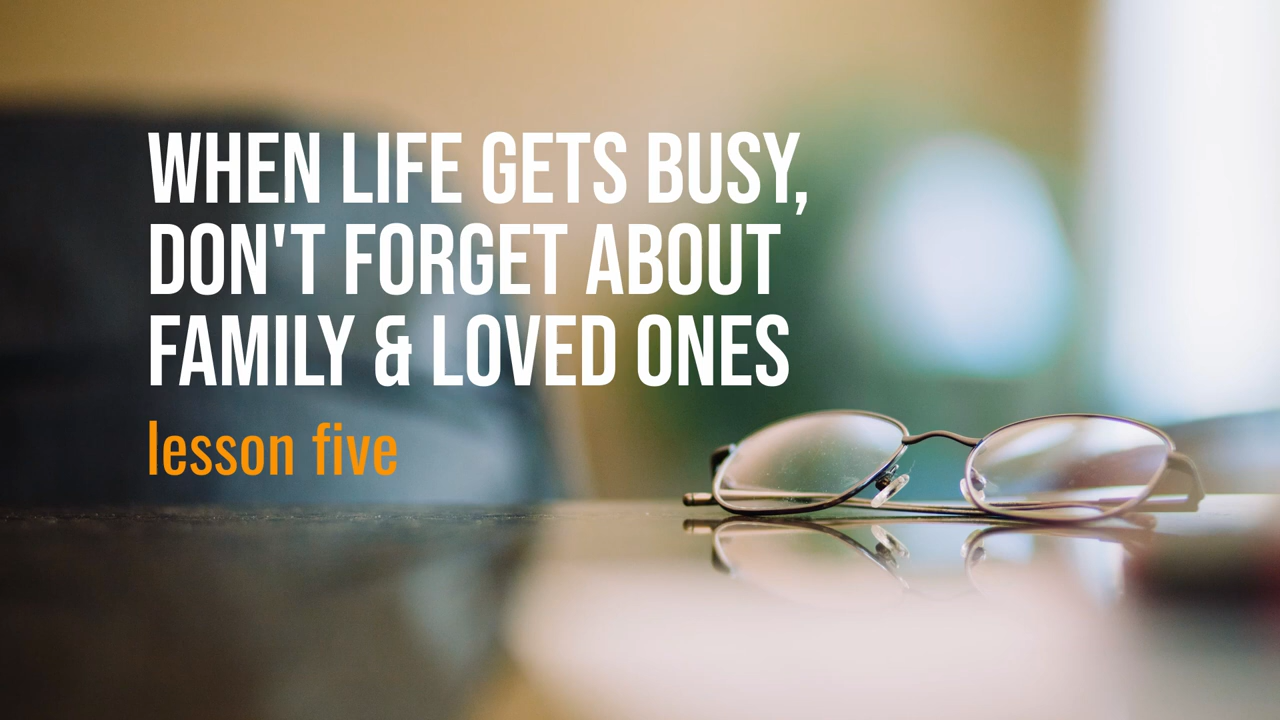 WHEN LIFE GETS BUSY,
DON'T FORGET ABOUT
FAMILY & LOVED ONES
lesson five